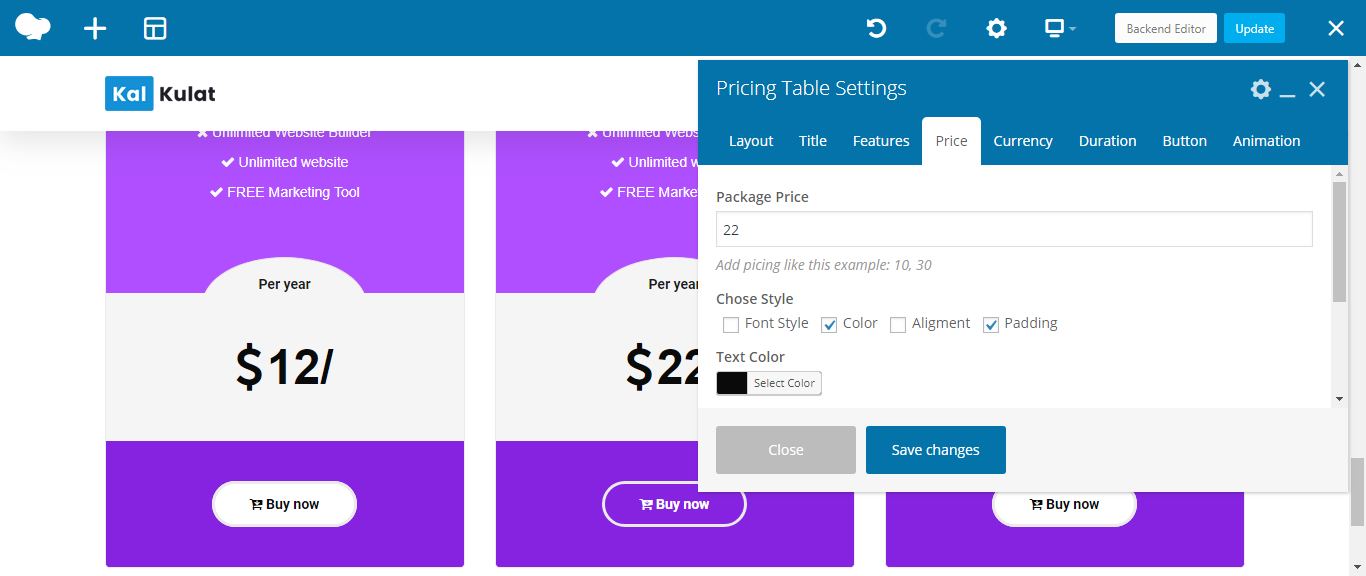 Backend Editor
Update
Kal Kulat
Pricing Table Settings
Layout Title Features Price Currency Duration Button Animation
Package Price
22
Add picing like this example: 10, 30
Chose Style
Font Style Color Aligment Padding
Text Color
Select Color
Close
Save changes
Unlimited Website Builder
Unlimited website
FREE Marketing Tool
Per year
$12/
Buy now
Unlimited Webs
Unlimited w
FREE Marke
Per year
$22
Buy now
Buy now